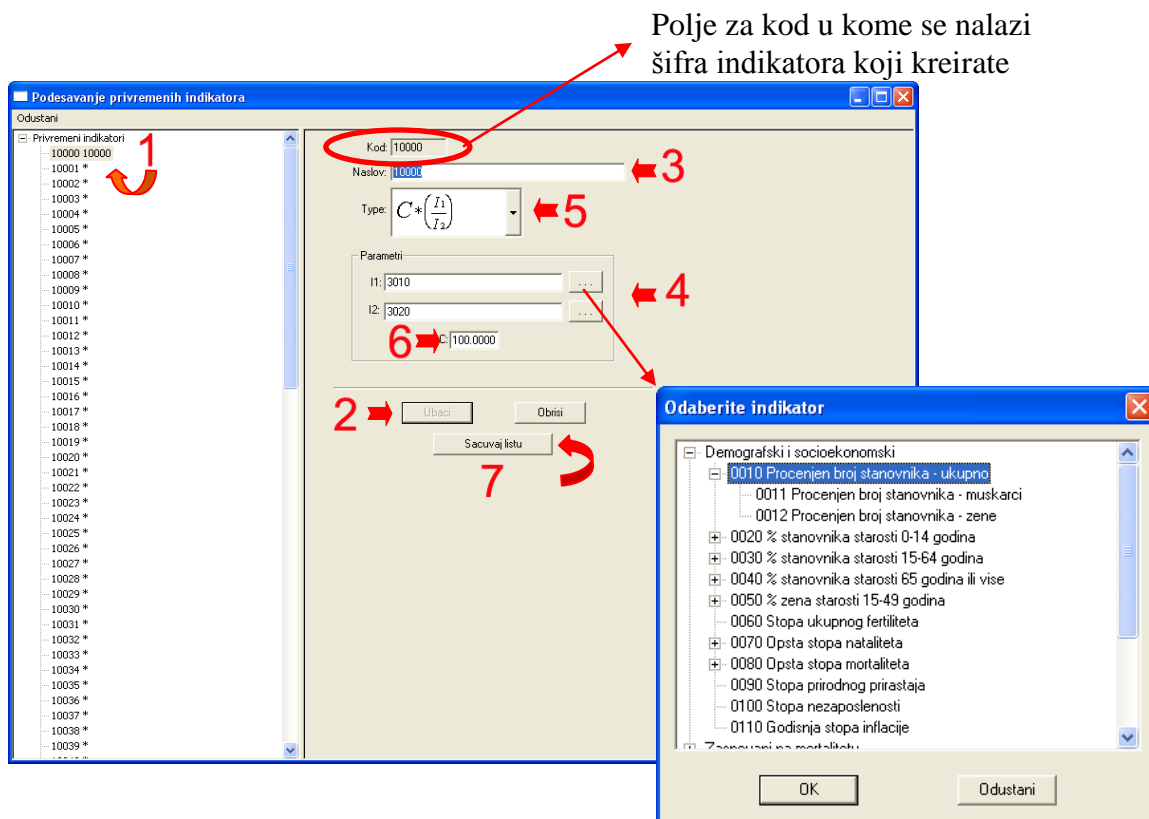 Polje za kod u kome se nalazi
šifra indikatora koji kreirate
Podesavanje privremenih indikatora
Odustani
Privremeni indikatori
10000 10000
10001 *
10002 *
10003 *
10004 *
10005 *
10006 *
10007 *
10008 *
10009 *
10010 *
10011 *
10012 *
10013 *
10014 *
10015 *
10016 *
10017 *
10018 *
10019 *
10020 *
10021 *
10022 *
10023 *
10024 *
10025 *
10026 *
10027 *
10028 *
10029 *
10030 *
10031 *
10032 *
10033 *
10034 *
10035 *
10036 *
10037 *
10038 *
10039 *
1
Kod: 10000
Naslov: 10000
3
Type: C*(I1/I2)
5
Parametri
I1: 3010 ...
4
I2: 3020 ...
6
C: 100.0000
2
Ubaci Obrisi
Sacuvaj listu
7
Odaberite indikator
Demografski i socioekonomski
0010 Procenjen broj stanovnika - ukupno
0011 Procenjen broj stanovnika - muskarci
0012 Procenjen broj stanovnika - zene
0020 % stanovnika starosti 0-14 godina
0030 % stanovnika starosti 15-64 godina
0040 % stanovnika starosti 65 godina ili vise
0050 % zena starosti 15-49 godina
0060 Stopa ukupnog fertiliteta
0070 Opsta stopa nataliteta
0080 Opsta stopa mortaliteta
0090 Stopa prirodnog prirastaja
0100 Stopa nezaposlenosti
0110 Godisnja stopa inflacije
Zasnovani na mortalitetu
OK Odustani